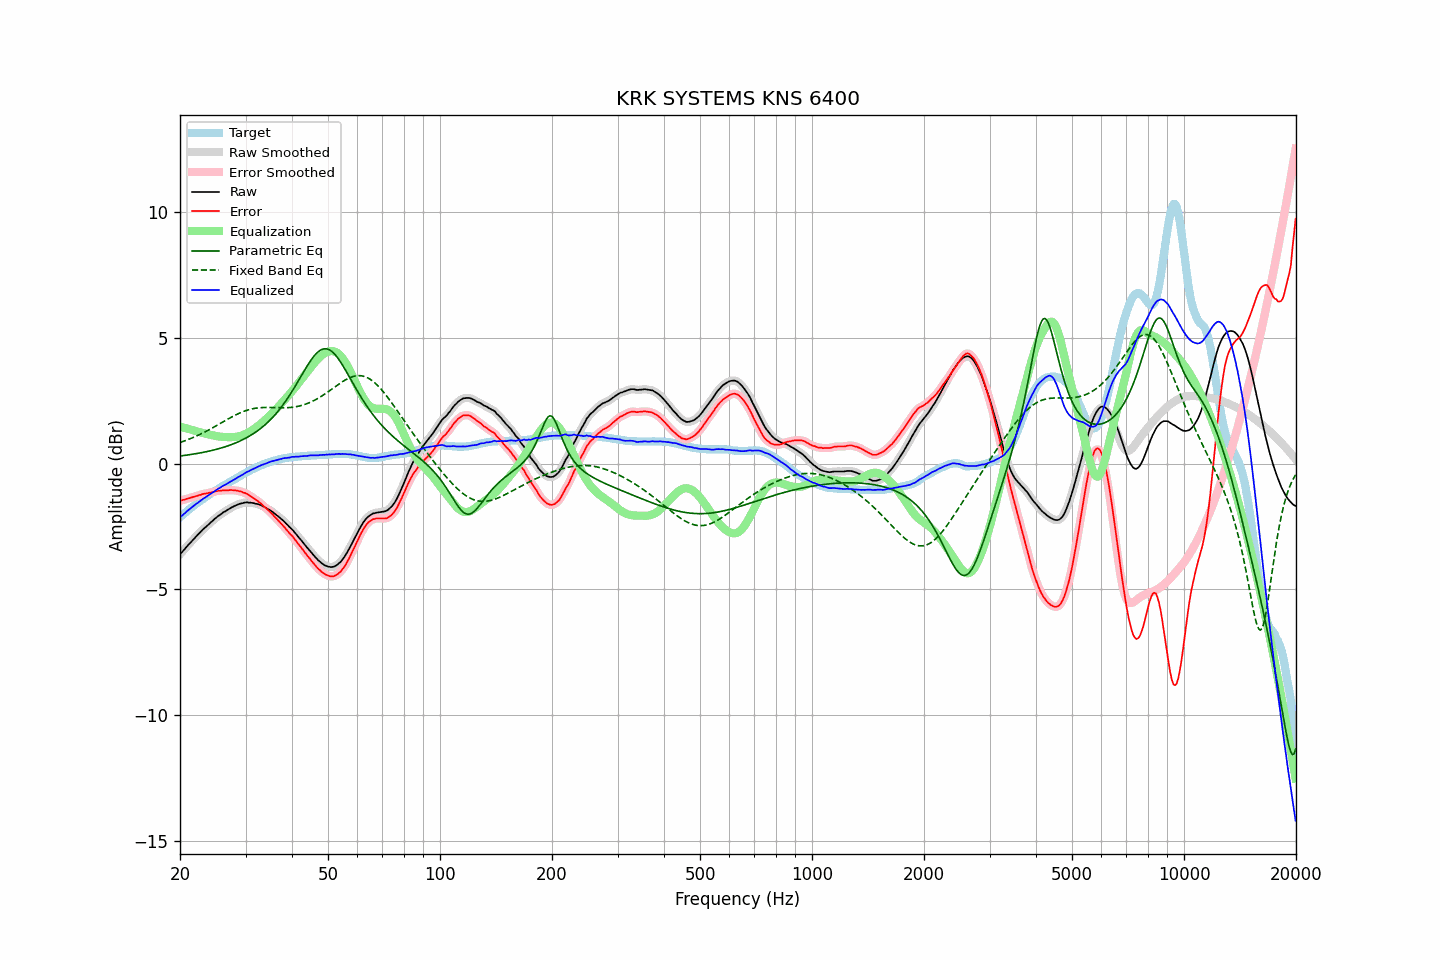 KRK SYSTEMS KNS 6400
Target
Raw Smoothed
Error Smoothed
Raw
Error
Equalization
Parametric Eq
Fixed Band Eq
Equalized
Amplitude (dBr)
10
5
0
−5
−10
−15
20 50 100 200 500 1000 2000 5000 10000 20000
Frequency (Hz)